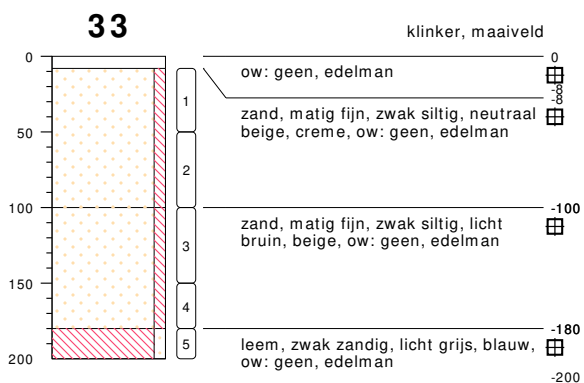 33
klinker, maaiveld
0
0
ow: geen, edelman
-8
-8
1
zand, matig fijn, zwak siltig, neutraal
beige, creme, ow: geen, edelman
50
2
100
-100
zand, matig fijn, zwak siltig, licht
bruin, beige, ow: geen, edelman
3
150
4
-180
5
leem, zwak zandig, licht grijs, blauw,
ow: geen, edelman
200
-200